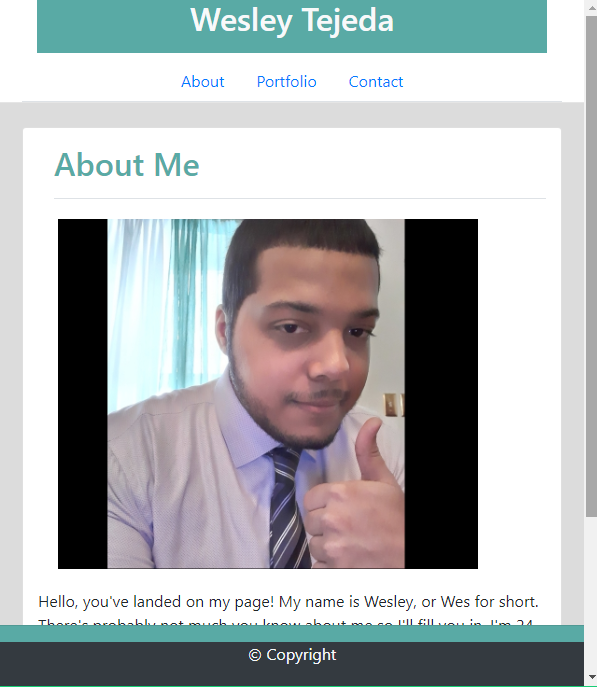 Wesley Tejeda
About Portfolio Contact
About Me
Hello, you've landed on my page! My name is Wesley, or Wes for short.
There's probably not much you know about me so I'll fill you in. I'm 24
© Copyright